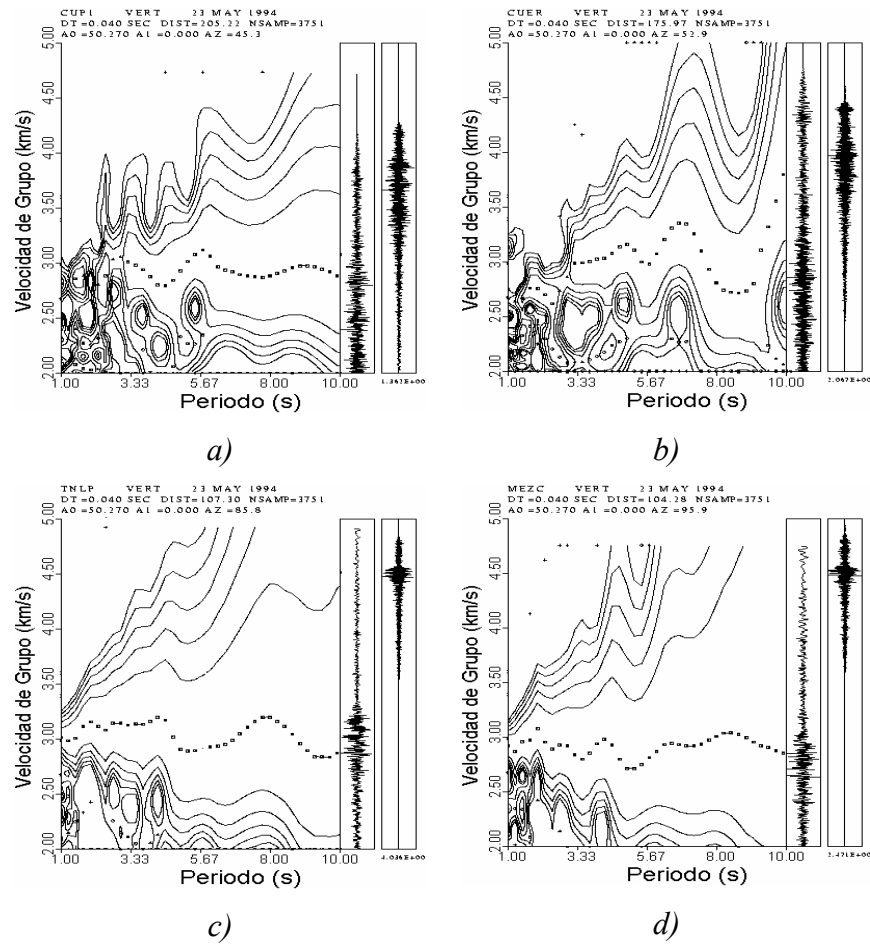 CUP1 VERT 23 MAY 1994
DT =0.040 SEC DIST=205.22 NSAMP=3751
A0 =50.270 A1 =0.000 AZ =45.3
Velocidad de Grupo (km/s)
5.00
4.50
4.00
3.50
3.00
2.50
2.00
1.00 3.33 5.67 8.00 10.00
Periodo (s)
a)
CUER VERT 23 MAY 1994
DT =0.040 SEC DIST=175.97 NSAMP=3751
A0 =50.270 A1 =0.000 AZ =52.9
Velocidad de Grupo (km/s)
5.00
4.50
4.00
3.50
3.00
2.50
2.00
1.00 3.33 5.67 8.00 10.00
Periodo (s)
b)
TNLP VERT 23 MAY 1994
DT =0.040 SEC DIST=107.30 NSAMP=3751
A0 =50.270 A1 =0.000 AZ =85.8
Velocidad de Grupo (km/s)
5.00
4.50
4.00
3.50
3.00
2.50
2.00
1.00 3.33 5.67 8.00 10.00
Periodo (s)
c)
MEZC VERT 23 MAY 1994
DT =0.040 SEC DIST=104.28 NSAMP=3751
A0 =50.270 A1 =0.000 AZ =95.9
Velocidad de Grupo (km/s)
5.00
4.50
4.00
3.50
3.00
2.50
2.00
1.00 3.33 5.67 8.00 10.00
Periodo (s)
d)